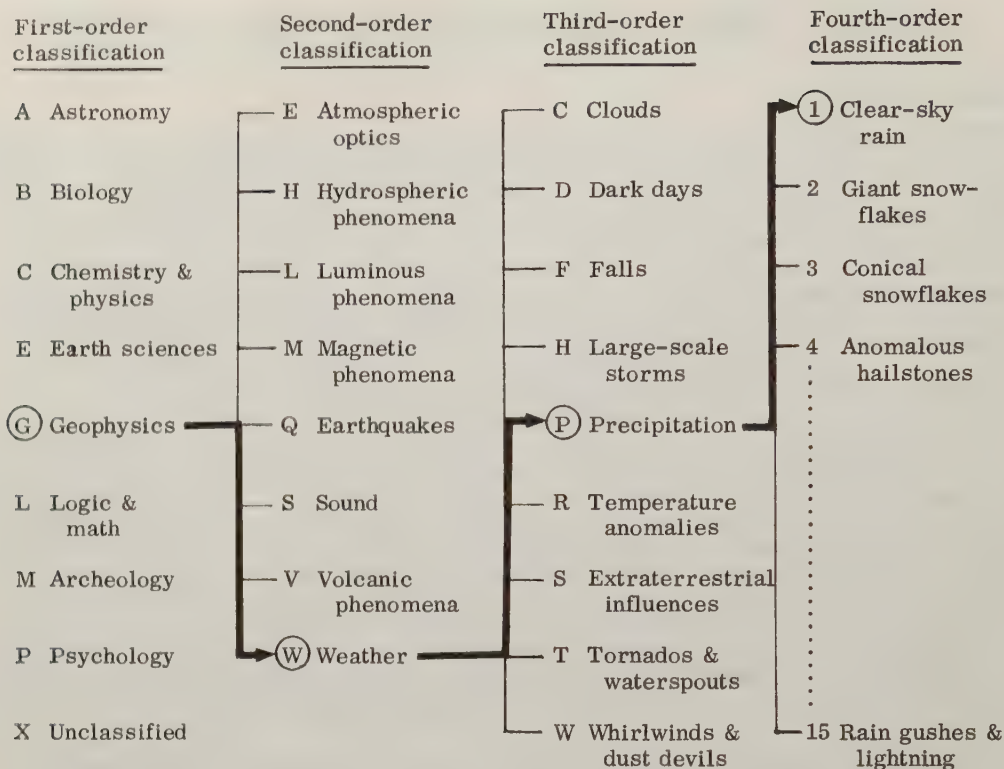 First-order
classification
A Astronomy
B Biology
C Chemistry &
physics
E Earth sciences
G Geophysics
L Logic &
math
M Archeology
P Psychology
X Unclassified
Second-order
classification
E Atmospheric
optics
H Hydrospheric
phenomena
L Luminous
phenomena
M Magnetic
phenomena
Q Earthquakes
S Sound
V Volcanic
phenomena
W Weather
Third-order
classification
C Clouds
D Dark days
F Falls
H Large-scale
storms
P Precipitation
R Temperature
anomalies
S Extraterrestrial
influences
T Tornados &
waterspouts
W Whirlwinds &
dust devils
Fourth-order
classification
1 Clear-sky
rain
2 Giant snow-
flakes
3 Conical
snowflakes
4 Anomalous
hailstones
15 Rain gushes &
lightning